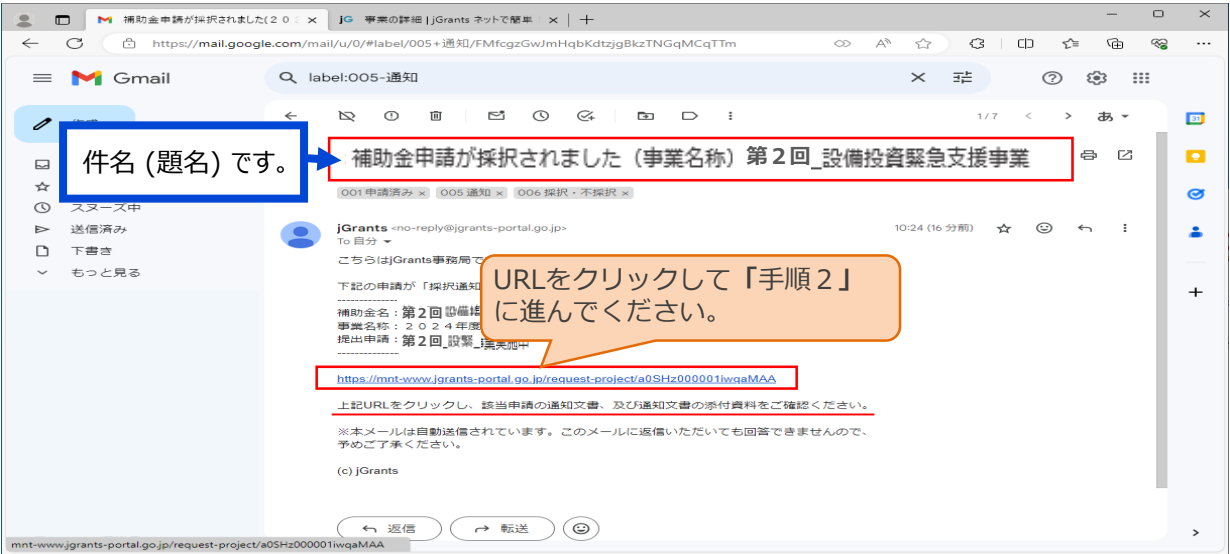 補助金申請が採択されました(２０
jG 事業の詳細 | jGrants ネットで簡単
https://mail.google.com/mail/u/0/#label/005+通知/FMfcgzGwJmHqbKdtzjgBkzTNGqMCqTTm
Gmail
label:005-通知
1/7
あ
件名 (題名) です。
補助金申請が採択されました（事業名称）第２回_設備投資緊急支援事業
001 申請済み ×
005 通知 ×
006 採択・不採択 ×
スヌーズ中
送信済み
下書き
もっと見る
jGrants <no-reply@jgrants-portal.go.jp>
10:24 (16 分前)
To 自分
こちらはjGrants事務局で
下記の申請が「採択通知
URLをクリックして「手順２」
に進んでください。
-------------
補助金名：第２回
事業名称：２０２４年度
提出申請：第２回_設緊
-------------
https://mnt-www.jgrants-portal.go.jp/request-project/a0SHz000001iwqaMAA
上記URLをクリックし、該当申請の通知文書、及び通知文書の添付資料をご確認ください。
※本メールは自動送信されています。このメールに返信いただいても回答できませんので、
予めご了承ください。
(c) jGrants
返信
転送
mnt-www.jgrants-portal.go.jp/request-project/a0SHz000001iwqaMAA
31